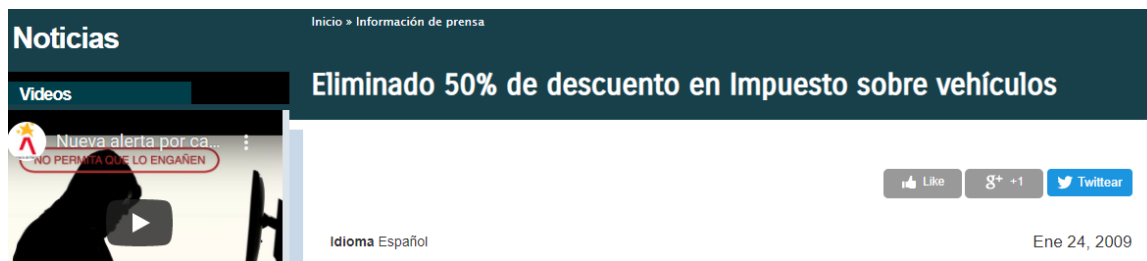 Noticias
Inicio » Información de prensa
Eliminado 50% de descuento en Impuesto sobre vehículos
Videos
Nueva alerta por ca...
NO PERMITA QUE LO ENGAÑEN
Like
g+ +1
Twittear
Idioma Español
Ene 24, 2009